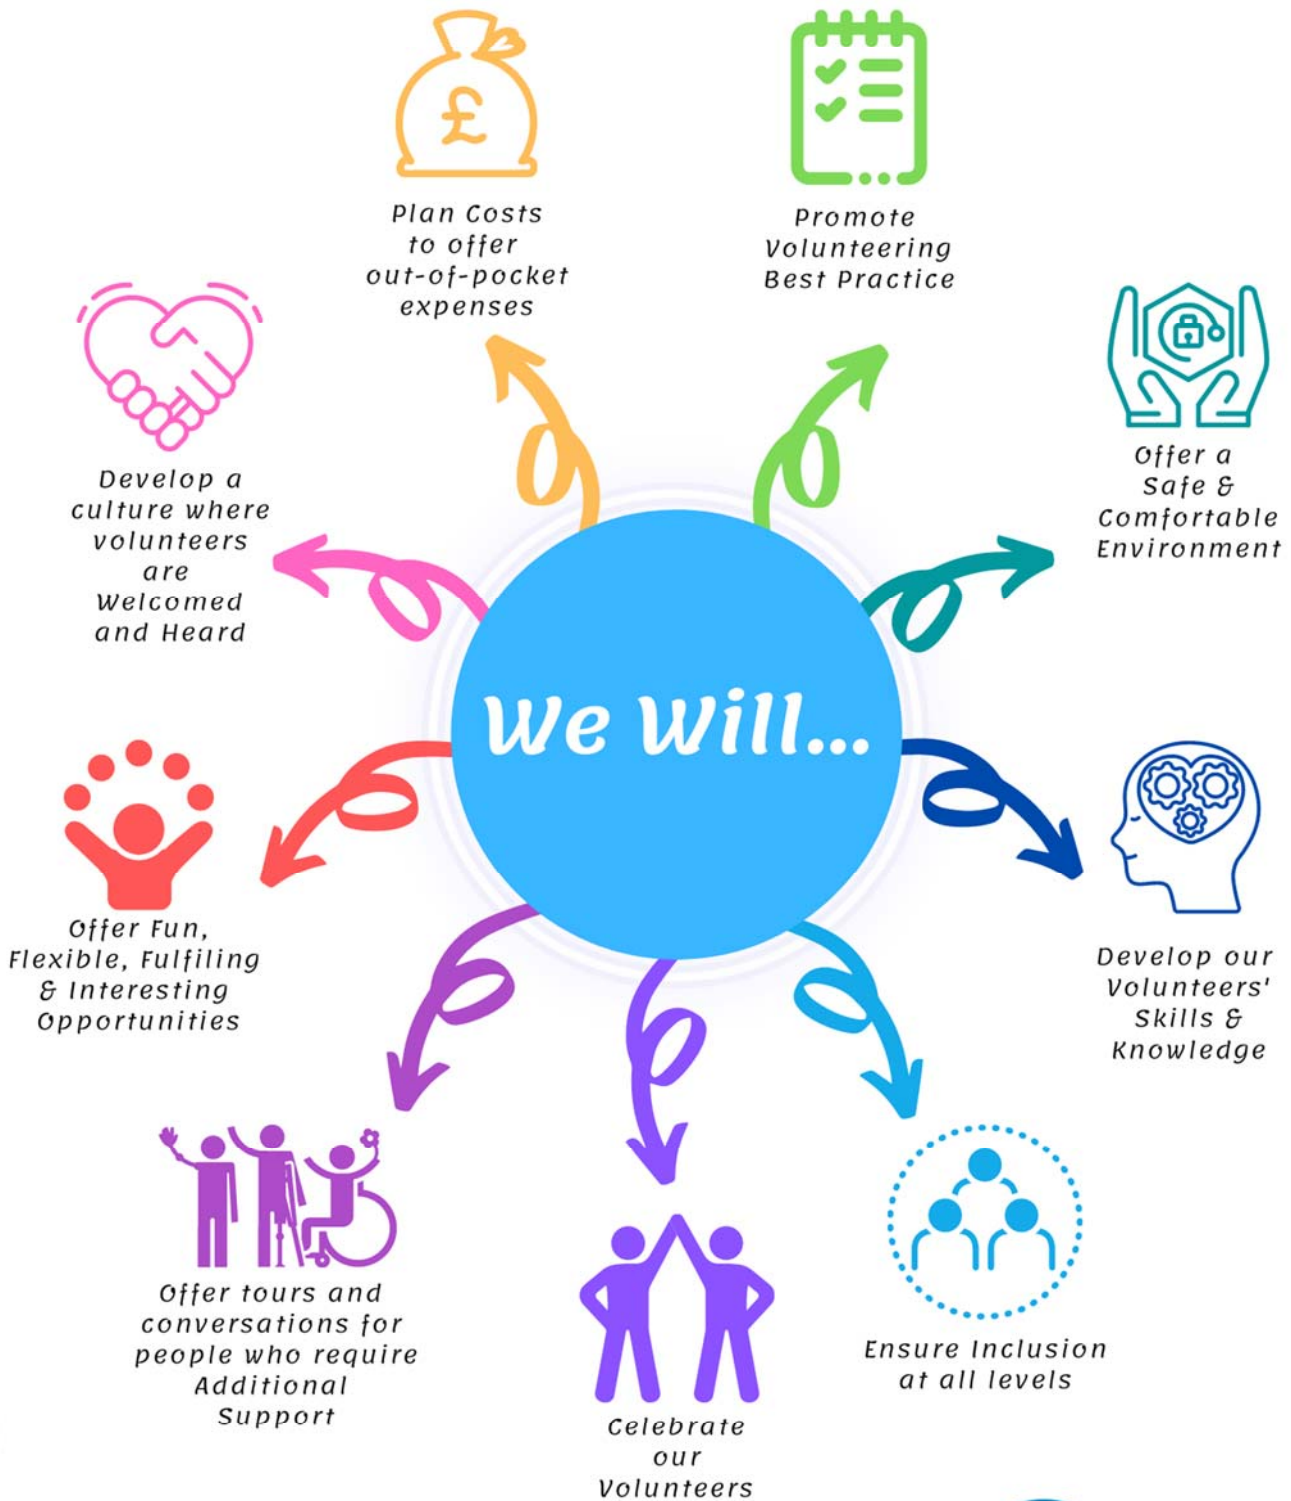 £
Plan Costs
to offer
out-of-pocket
expenses
Promote
Volunteering
Best Practice
Offer a
Safe &
Comfortable
Environment
Develop a
culture where
volunteers
are
Welcomed
and Heard
We Will...
Offer Fun,
Flexible, Fulfiling
& Interesting
Opportunities
Develop our
Volunteers'
Skills &
Knowledge
Offer tours and
conversations for
people who require
Additional
Support
Celebrate
our
Volunteers
Ensure Inclusion
at all levels